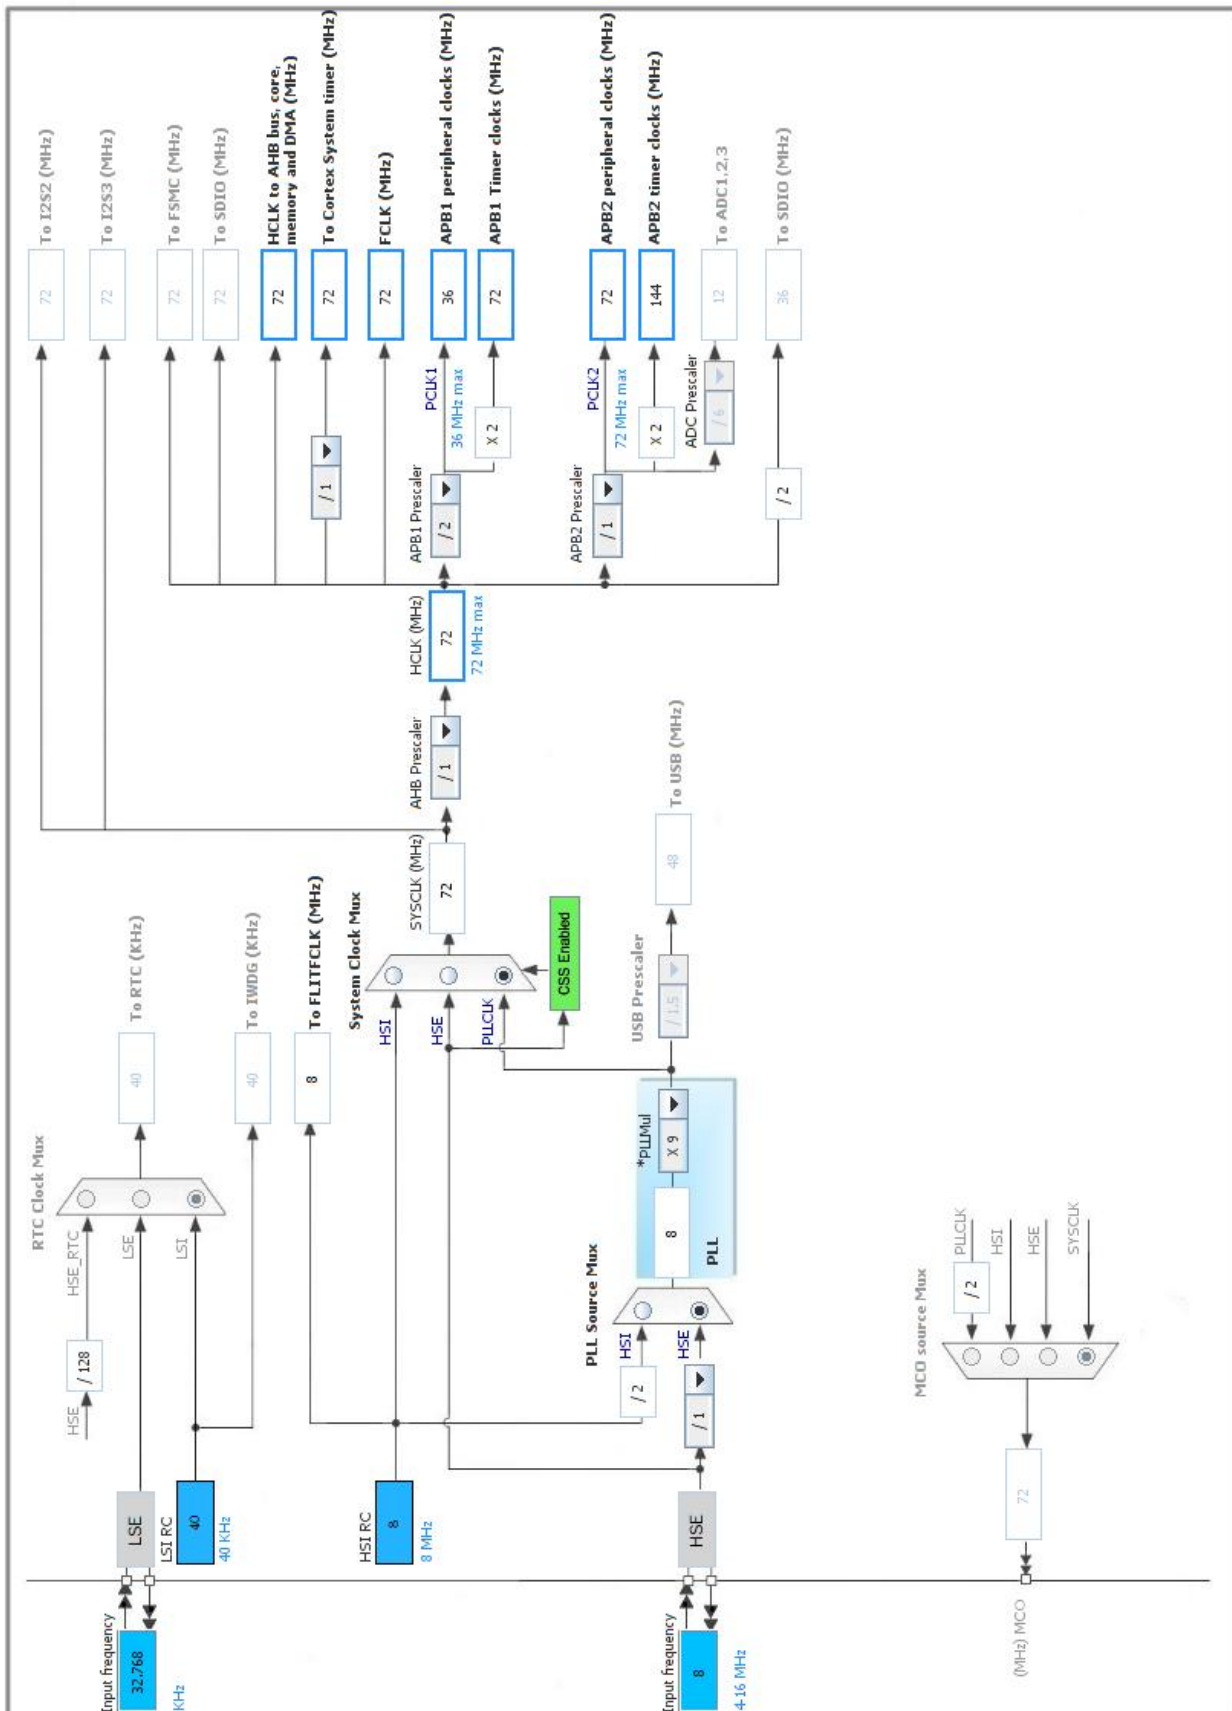 Input frequency
32.768
KHz
LSE
LSI RC
40
40 KHz
HSE
/ 128
HSE_RTC
LSE
LSI
RTC Clock Mux
40
To RTC (KHz)
40
To IWDG (KHz)
HSI RC
8
8 MHz
8
To FLITFCLK (MHz)
System Clock Mux
HSI
HSE
PLLCLK
CSS Enabled
SYSCLK (MHz)
72
AHB Prescaler
/ 1
HCLK (MHz)
72
72 MHz max
72
To I2S2 (MHz)
72
To I2S3 (MHz)
72
To FSMC (MHz)
72
To SDIO (MHz)
72
HCLK to AHB bus, core,
memory and DMA (MHz)
/ 1
72
To Cortex System timer (MHz)
72
FCLK (MHz)
APB1 Prescaler
/ 2
PCLK1
36 MHz max
36
APB1 peripheral clocks (MHz)
X 2
72
APB1 Timer clocks (MHz)
APB2 Prescaler
/ 1
PCLK2
72 MHz max
72
APB2 peripheral clocks (MHz)
X 2
144
APB2 timer clocks (MHz)
ADC Prescaler
/ 6
12
To ADC1,2,3
/ 2
36
To SDIO (MHz)
Input frequency
8
4-16 MHz
HSE
/ 1
/ 2
HSI
HSE
PLL Source Mux
8
*PLLMul
X 9
PLL
USB Prescaler
/ 1.5
48
To USB (MHz)
(MHz) MCO
72
MCO source Mux
/ 2
PLLCLK
HSI
HSE
SYSCLK